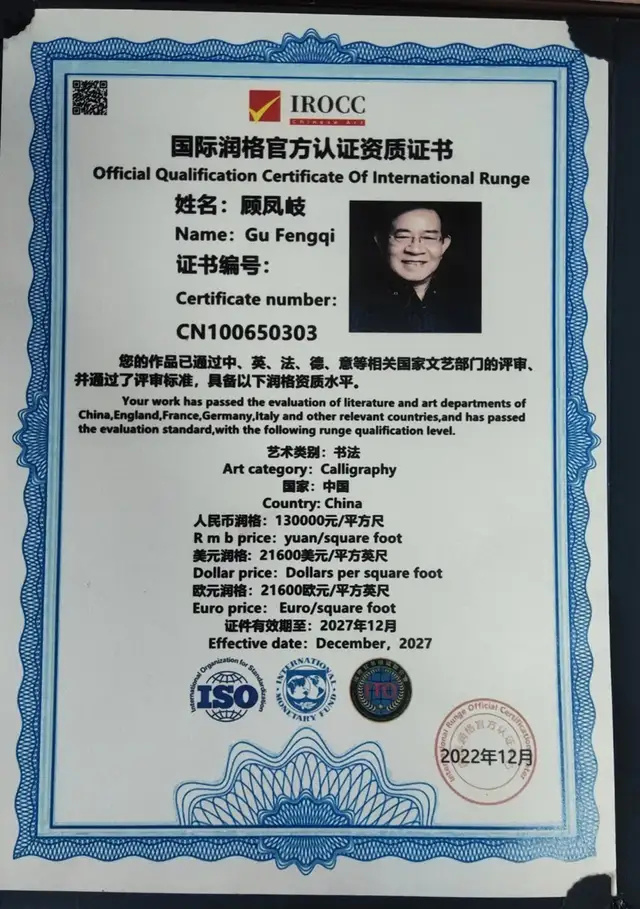 IROCC
Chinese Art
国际润格官方认证资质证书
Official Qualification Certificate Of International Runge
姓名：顾凤岐
Name：Gu Fengqi
证书编号：
Certificate number：
CN100650303
您的作品已通过中、英、法、德、意等相关国家文艺部门的评审、
并通过了评审标准，具备以下润格资质水平。
Your work has passed the evaluation of literature and art departments of
China,England,France,Germany,Italy and other relevant countries,and has passed
the evaluation standard,with the following runge qualification level.
艺术类别：书法
Art category：Calligraphy
国家：中国
Country: China
人民币润格：130000元/平方尺
R m b price：yuan/square foot
美元润格：21600美元/平方英尺
Dollar price：Dollars per square foot
欧元润格：21600欧元/平方英尺
Euro price： Euro/square foot
证件有效期至：2027年12月
Effective date：December，2027
International Organization for Standardization
ISO
INTERNATIONAL
MONETARY FUND
International Runge Official Certification
润格官方认证
2022年12月